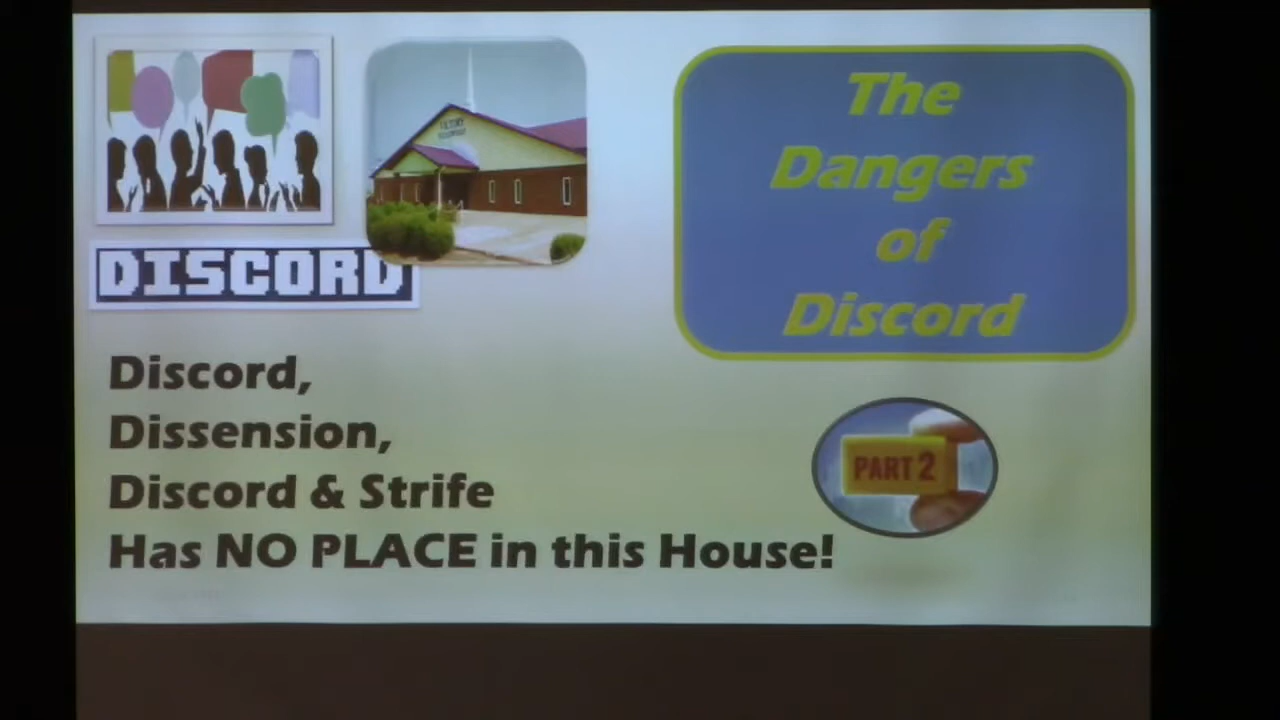 The
Dangers
of
Discord
DISCORD
Discord,
Dissension,
Discord & Strife
Has NO PLACE in this House!
PART 2